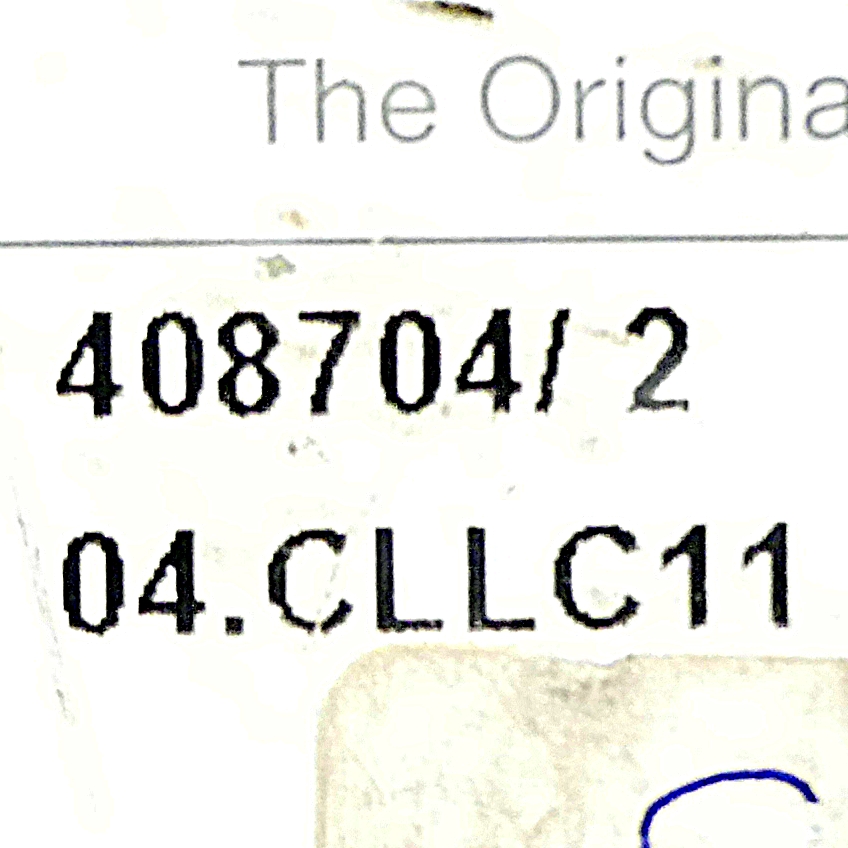 The Origina
408704/ 2
04.CLLC11